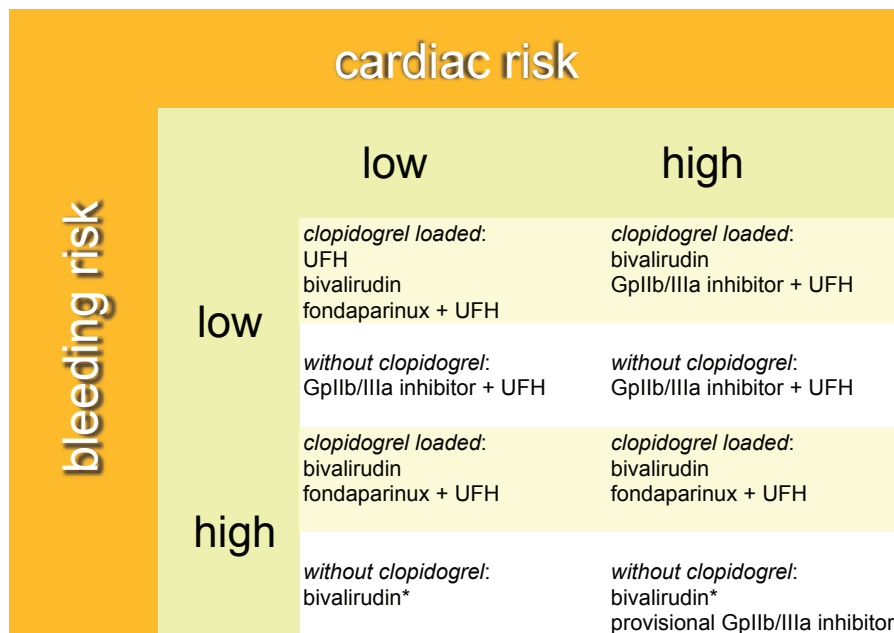 cardiac risk
bleeding risk
low
high
low
clopidogrel loaded:
UFH
bivalirudin
fondaparinux + UFH
clopidogrel loaded:
bivalirudin
GpIIb/IIIa inhibitor + UFH
without clopidogrel:
GpIIb/IIIa inhibitor + UFH
without clopidogrel:
GpIIb/IIIa inhibitor + UFH
high
clopidogrel loaded:
bivalirudin
fondaparinux + UFH
clopidogrel loaded:
bivalirudin
fondaparinux + UFH
without clopidogrel:
bivalirudin*
without clopidogrel:
bivalirudin*
provisional GpIIb/IIIa inhibitor